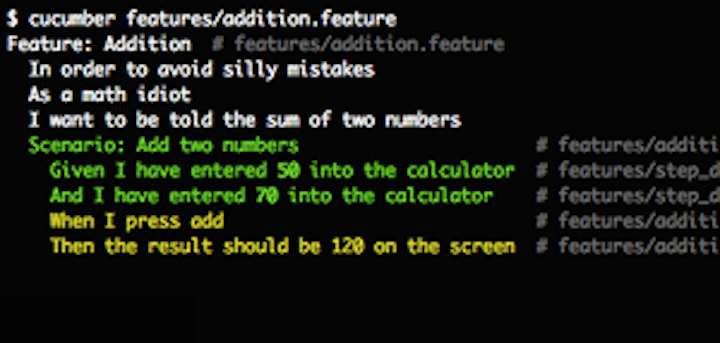 $ cucumber features/addition.feature
Feature: Addition # features/addition.feature
In order to avoid silly mistakes
As a math idiot
I want to be told the sum of two numbers
Scenario: Add two numbers # features/additi
Given I have entered 50 into the calculator # features/step_d
And I have entered 70 into the calculator # features/step_d
When I press add # features/additi
Then the result should be 120 on the screen # features/additi